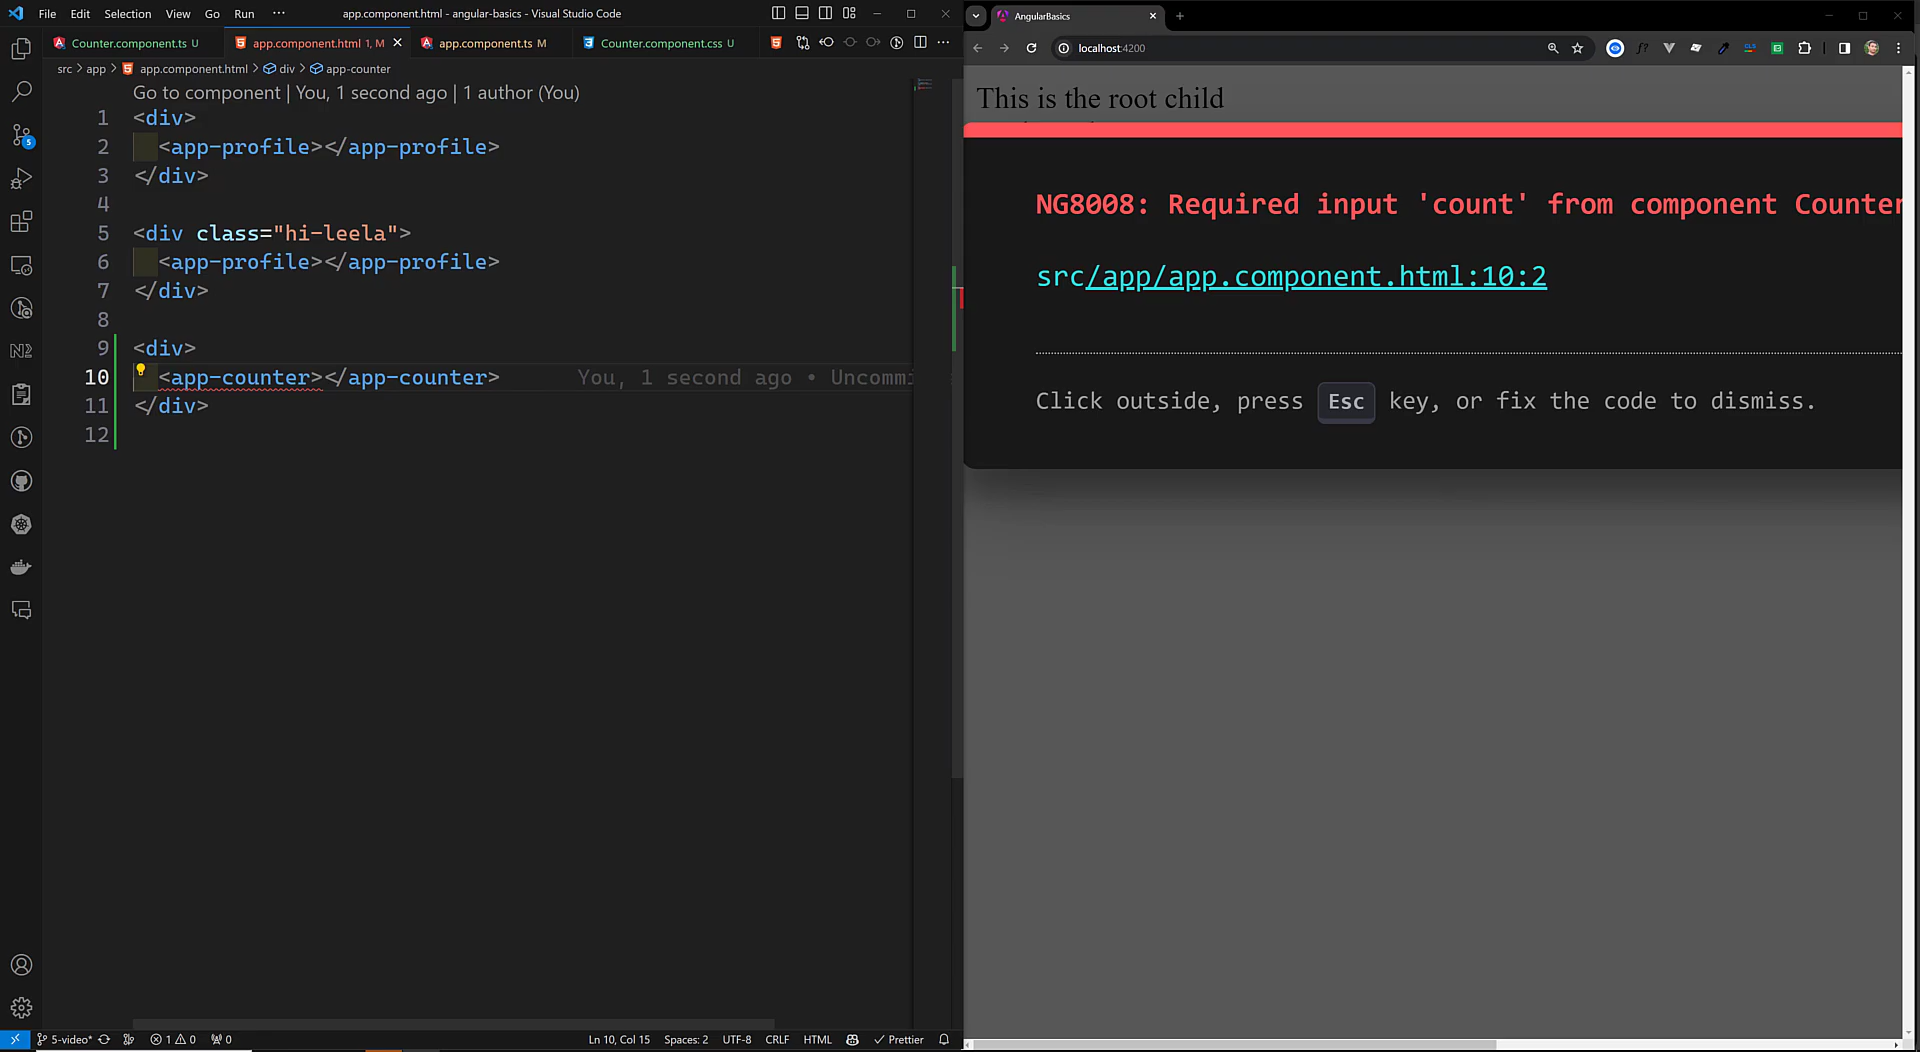 File Edit Selection View Go Run ··· app.component.html - angular-basics - Visual Studio Code
Counter.component.ts U app.component.html 1, M app.component.ts M Counter.component.css U
src > app > app.component.html > div > app-counter
Go to component | You, 1 second ago | 1 author (You)
1 <div>
2 <app-profile></app-profile>
3 </div>
4
5 <div class="hi-leela">
6 <app-profile></app-profile>
7 </div>
8
9 <div>
10 <app-counter></app-counter> You, 1 second ago • Uncommi
11 </div>
12
5
5-video* 1 0 0 Ln 10, Col 15 Spaces: 2 UTF-8 CRLF HTML Prettier
AngularBasics
localhost:4200
This is the root child
NG8008: Required input 'count' from component Counter
src/app/app.component.html:10:2
Click outside, press Esc key, or fix the code to dismiss.